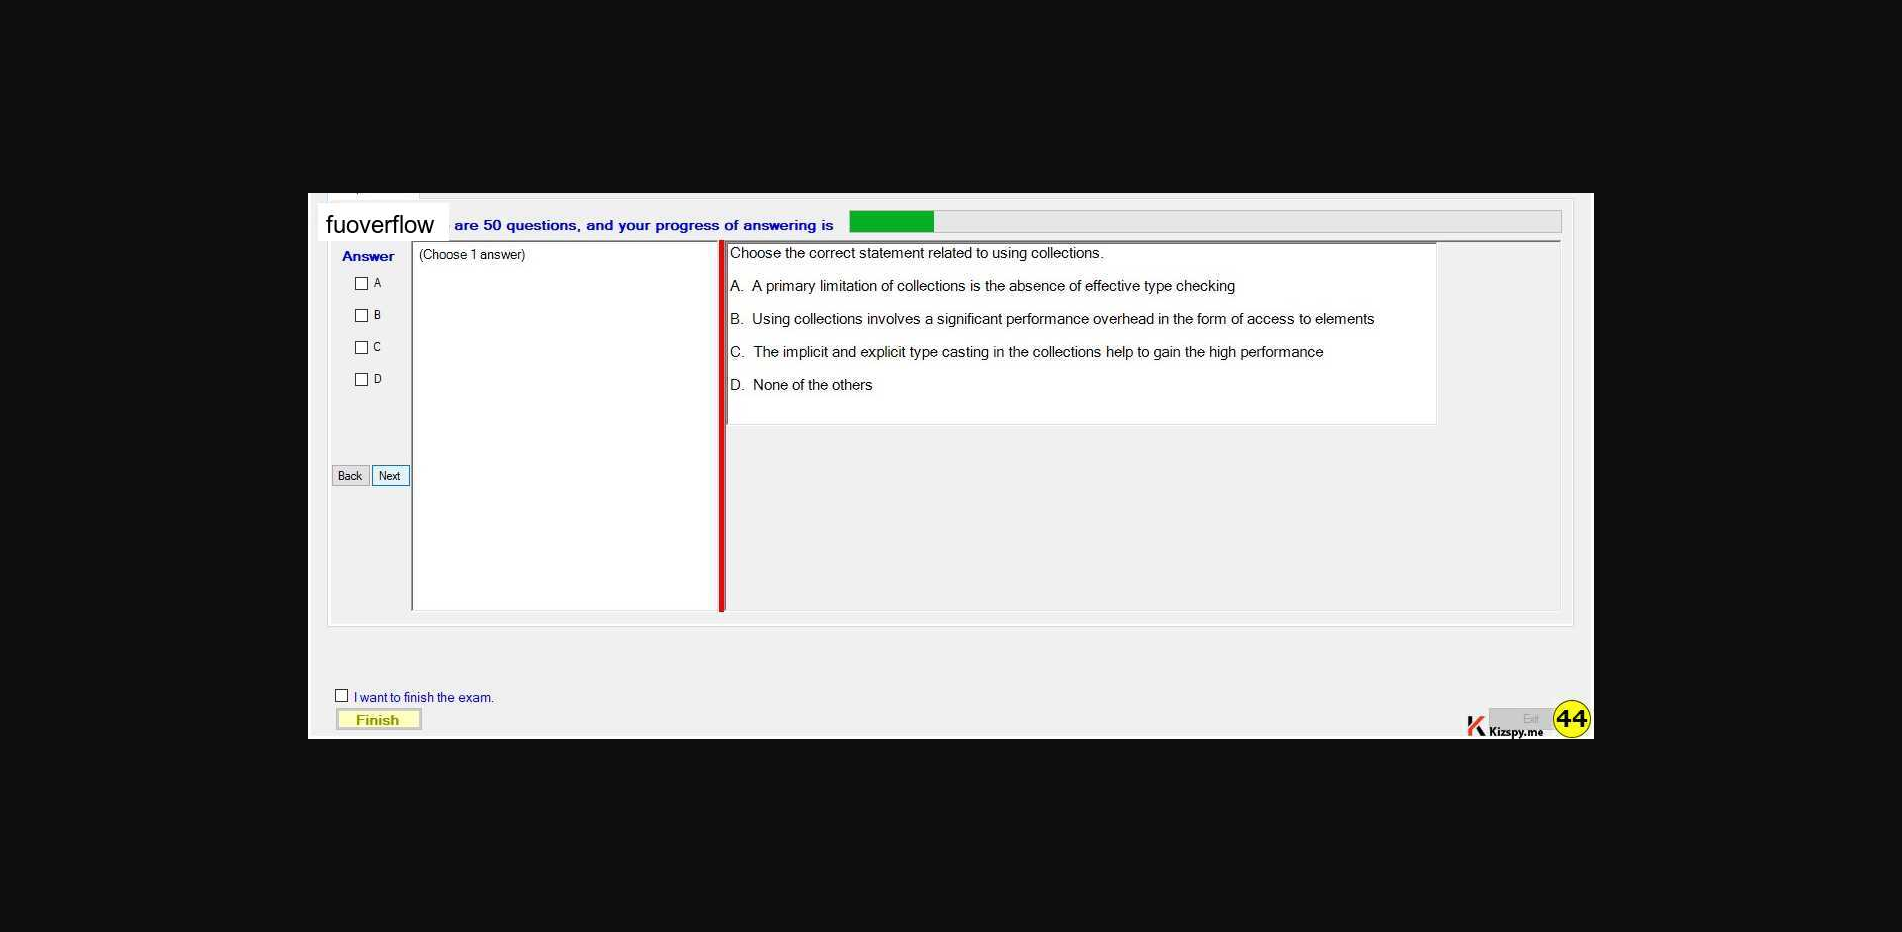 fuoverflow are 50 questions, and your progress of answering is
Answer
(Choose 1 answer)
A
B
C
D
Back Next
Choose the correct statement related to using collections.
A. A primary limitation of collections is the absence of effective type checking
B. Using collections involves a significant performance overhead in the form of access to elements
C. The implicit and explicit type casting in the collections help to gain the high performance
D. None of the others
I want to finish the exam.
Finish
Exit
Kizspy.me
44